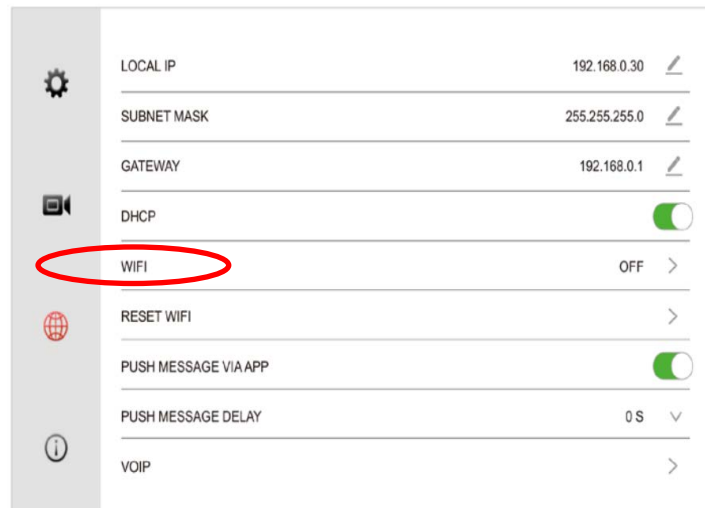 LOCAL IP 192.168.0.30
SUBNET MASK 255.255.255.0
GATEWAY 192.168.0.1
DHCP
WIFI OFF
RESET WIFI
PUSH MESSAGE VIA APP
PUSH MESSAGE DELAY 0 S
VOIP